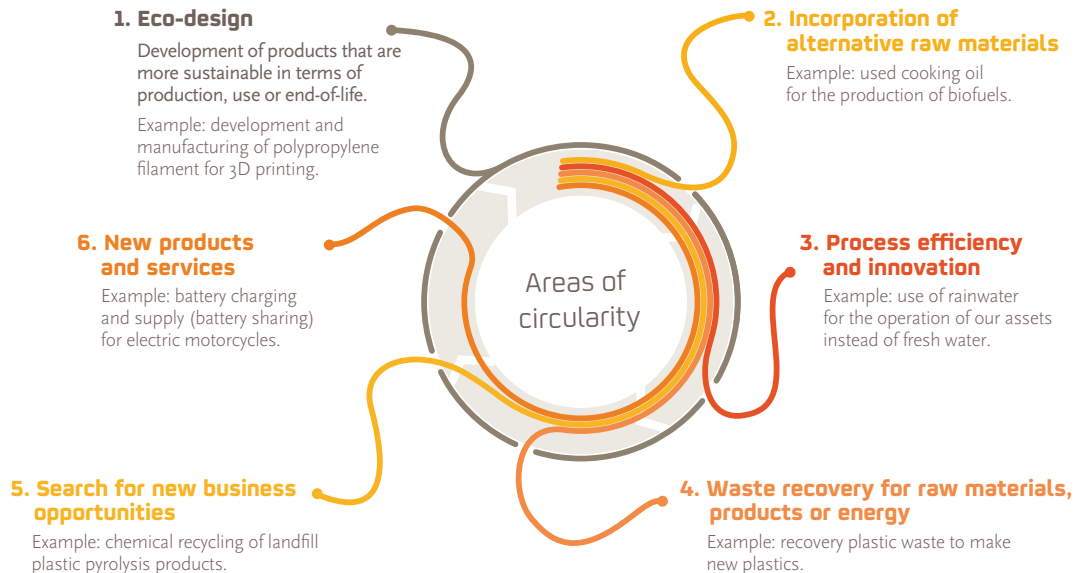 1. Eco-design
Development of products that are
more sustainable in terms of
production, use or end-of-life.
Example: development and
manufacturing of polypropylene
filament for 3D printing.
2. Incorporation of
alternative raw materials
Example: used cooking oil
for the production of biofuels.
3. Process efficiency
and innovation
Example: use of rainwater
for the operation of our assets
instead of fresh water.
4. Waste recovery for raw materials,
products or energy
Example: recovery plastic waste to make
new plastics.
5. Search for new business
opportunities
Example: chemical recycling of landfill
plastic pyrolysis products.
6. New products
and services
Example: battery charging
and supply (battery sharing)
for electric motorcycles.
Areas of
circularity